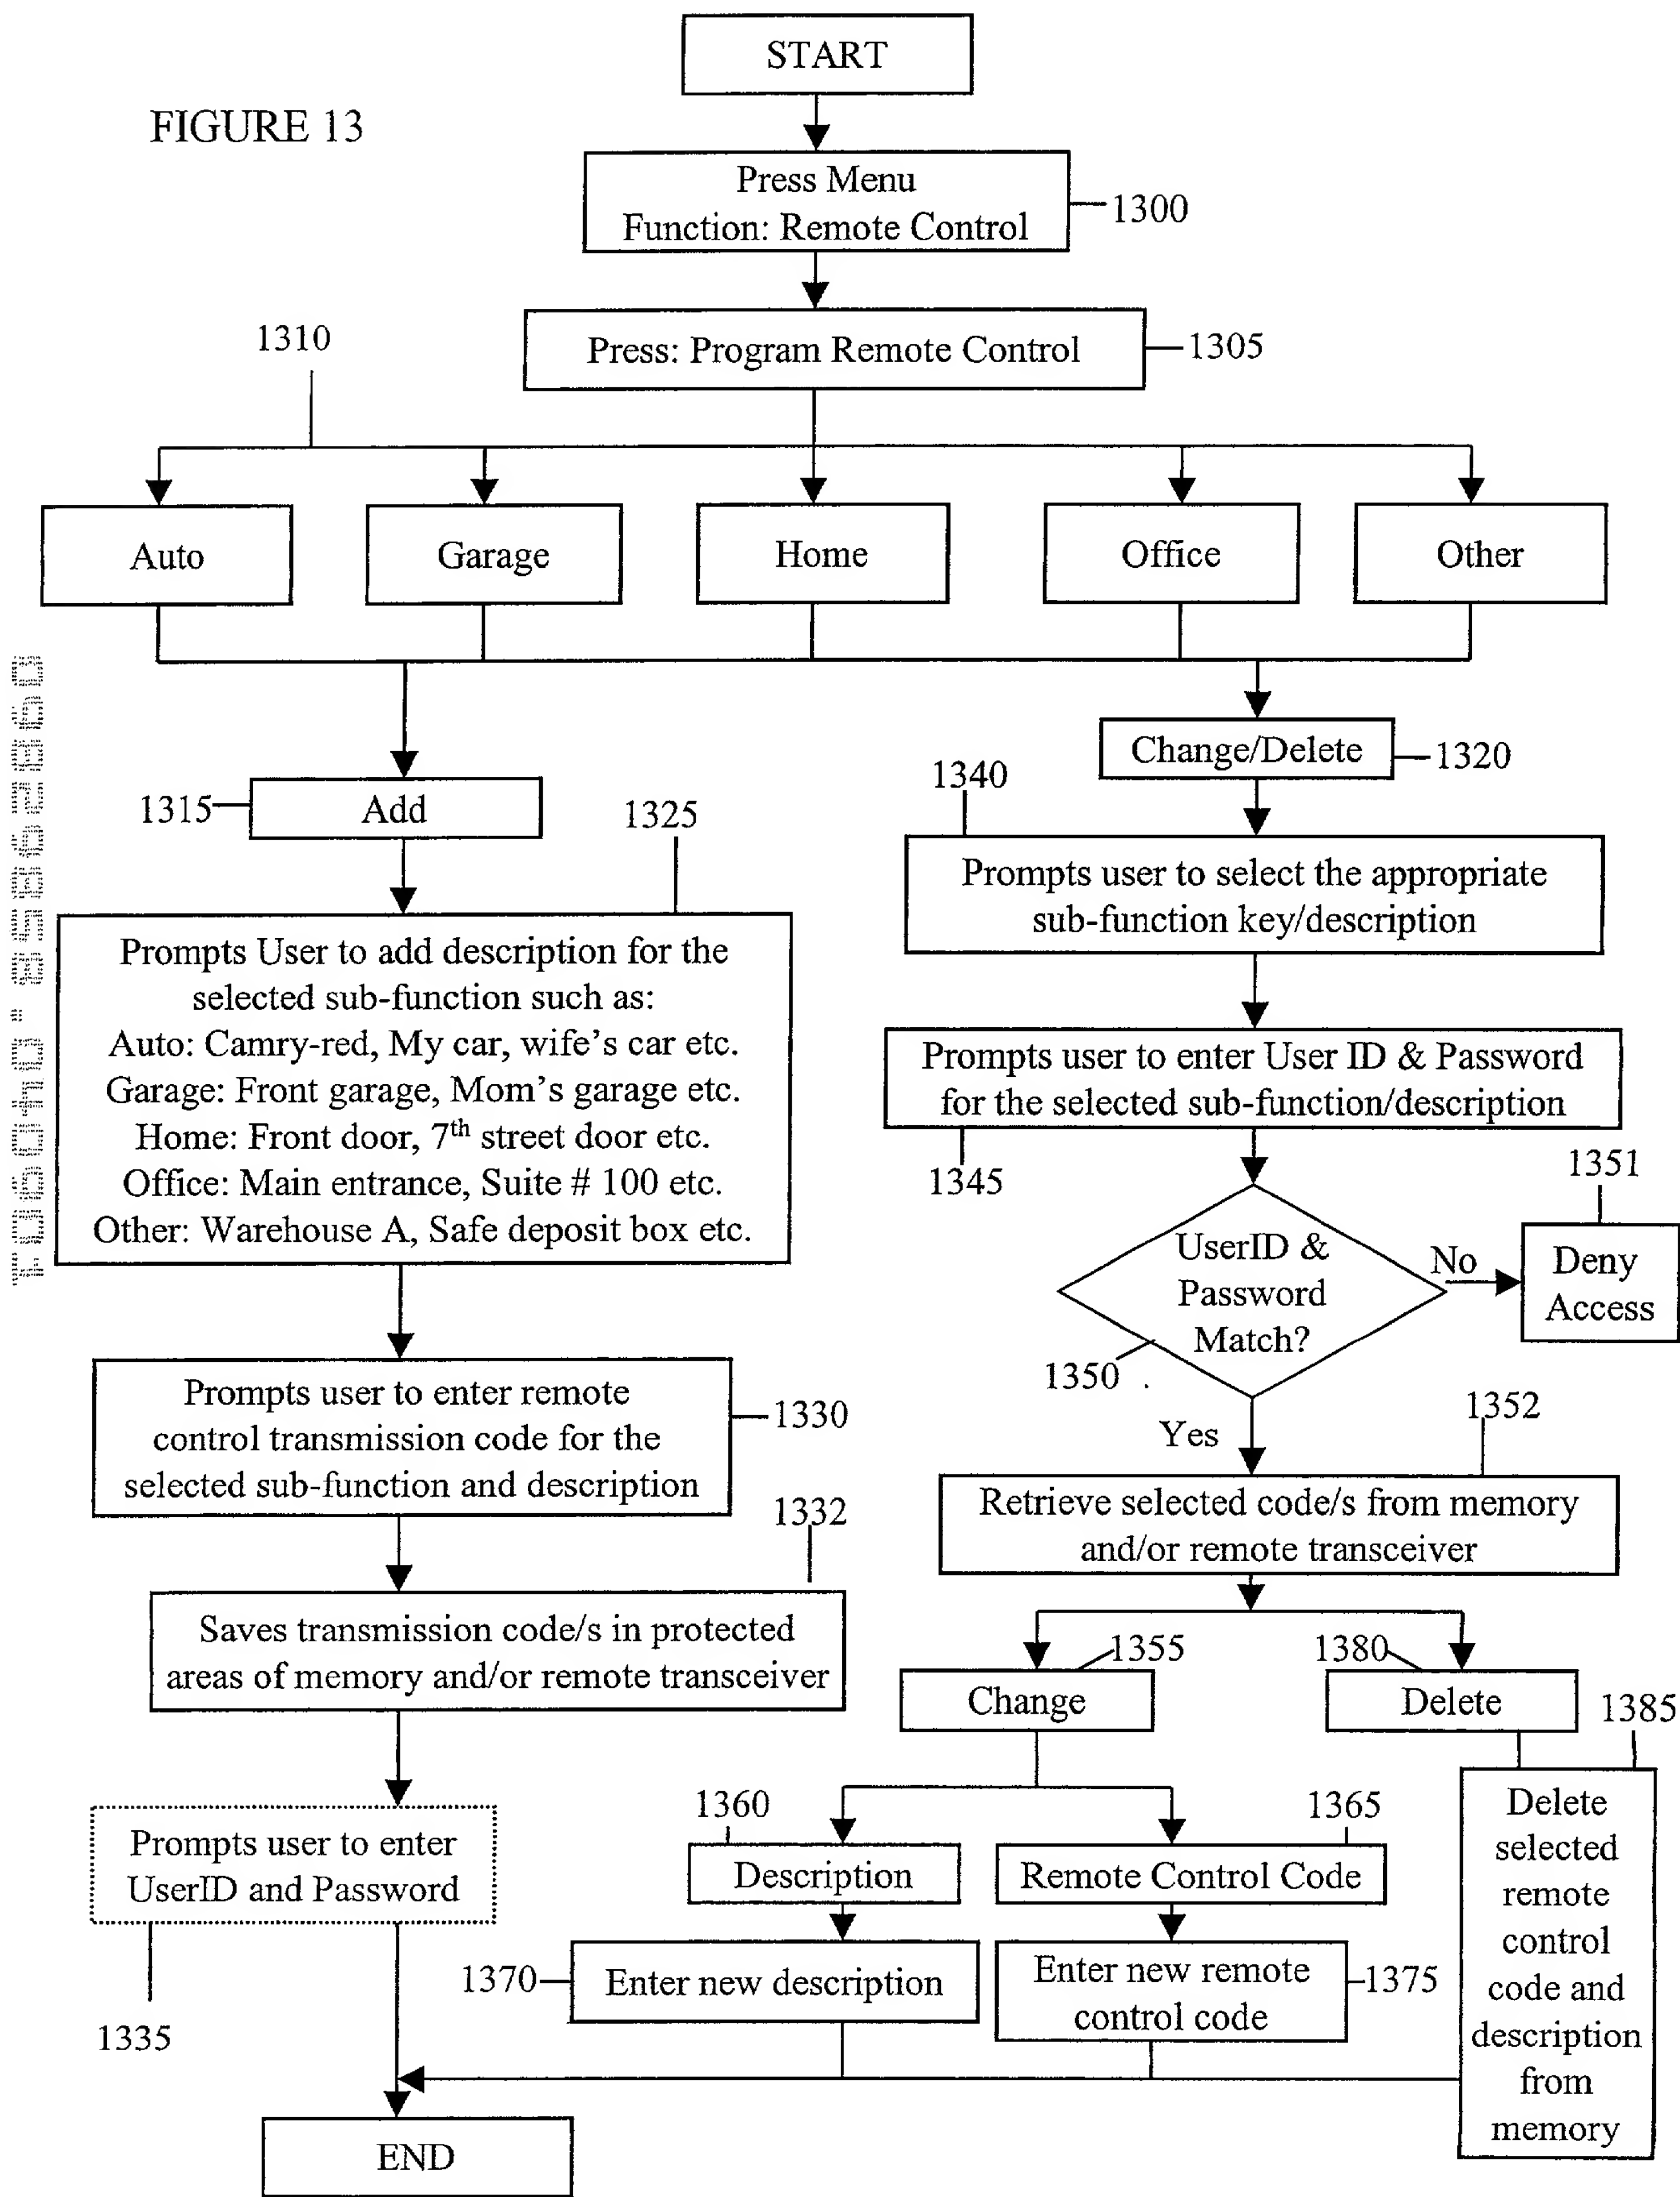 START
FIGURE 13
Press Menu
Function: Remote Control
1300
1310
Press: Program Remote Control
1305
Auto
Garage
Home
Office
Other
Change/Delete
1320
1340
1315
Add
1325
Prompts user to select the appropriate
sub-function key/description
Prompts User to add description for the
selected sub-function such as:
Auto: Camry-red, My car, wife's car etc.
Garage: Front garage, Mom's garage etc.
Home: Front door, 7th street door etc.
Office: Main entrance, Suite # 100 etc.
Other: Warehouse A, Safe deposit box etc.
Prompts user to enter User ID & Password
for the selected sub-function/description
1345
1351
UserID &
Password
Match?
No
Deny
Access
1350
Yes
1352
Prompts user to enter remote
control transmission code for the
selected sub-function and description
1330
1332
Retrieve selected code/s from memory
and/or remote transceiver
Saves transmission code/s in protected
areas of memory and/or remote transceiver
1355
1380
Change
Delete
1385
Prompts user to enter
UserID and Password
1335
1360
1365
Description
Remote Control Code
1370
Enter new description
Enter new remote
control code
1375
Delete
selected
remote
control
code and
description
from
memory
END